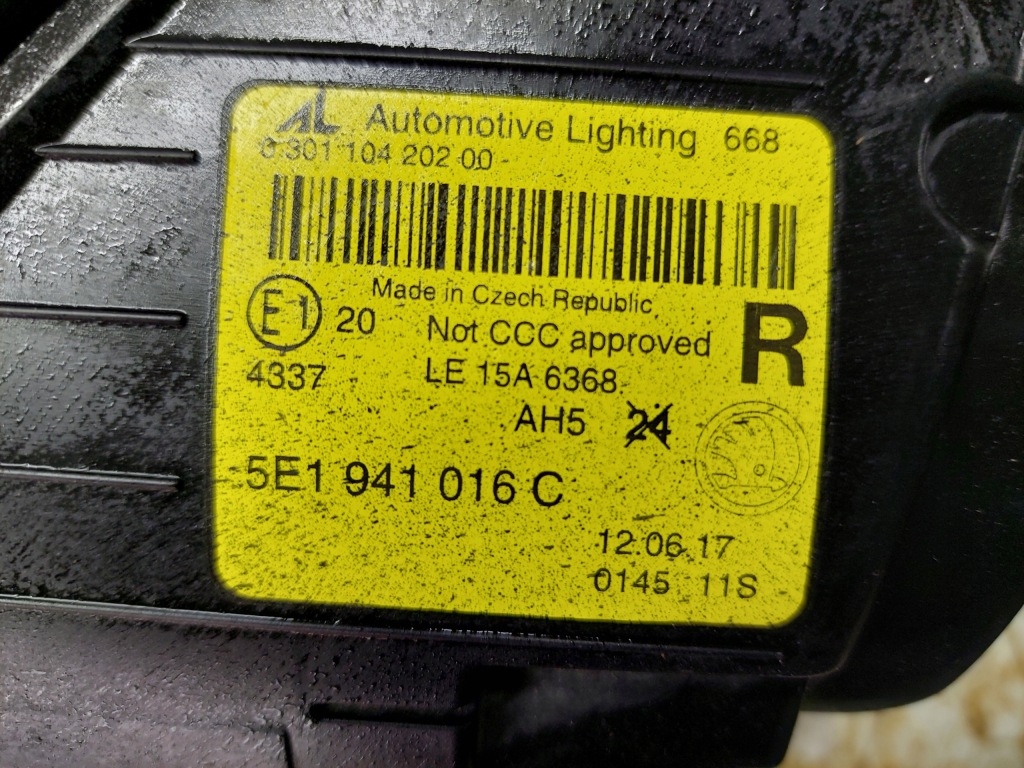 AL Automotive Lighting 668
0 301 104 202 00
Made in Czech Republic
E1 20 Not CCC approved R
4337 LE 15A 6368
AH5 24
5E1 941 016 C
12.06.17
0145 11S